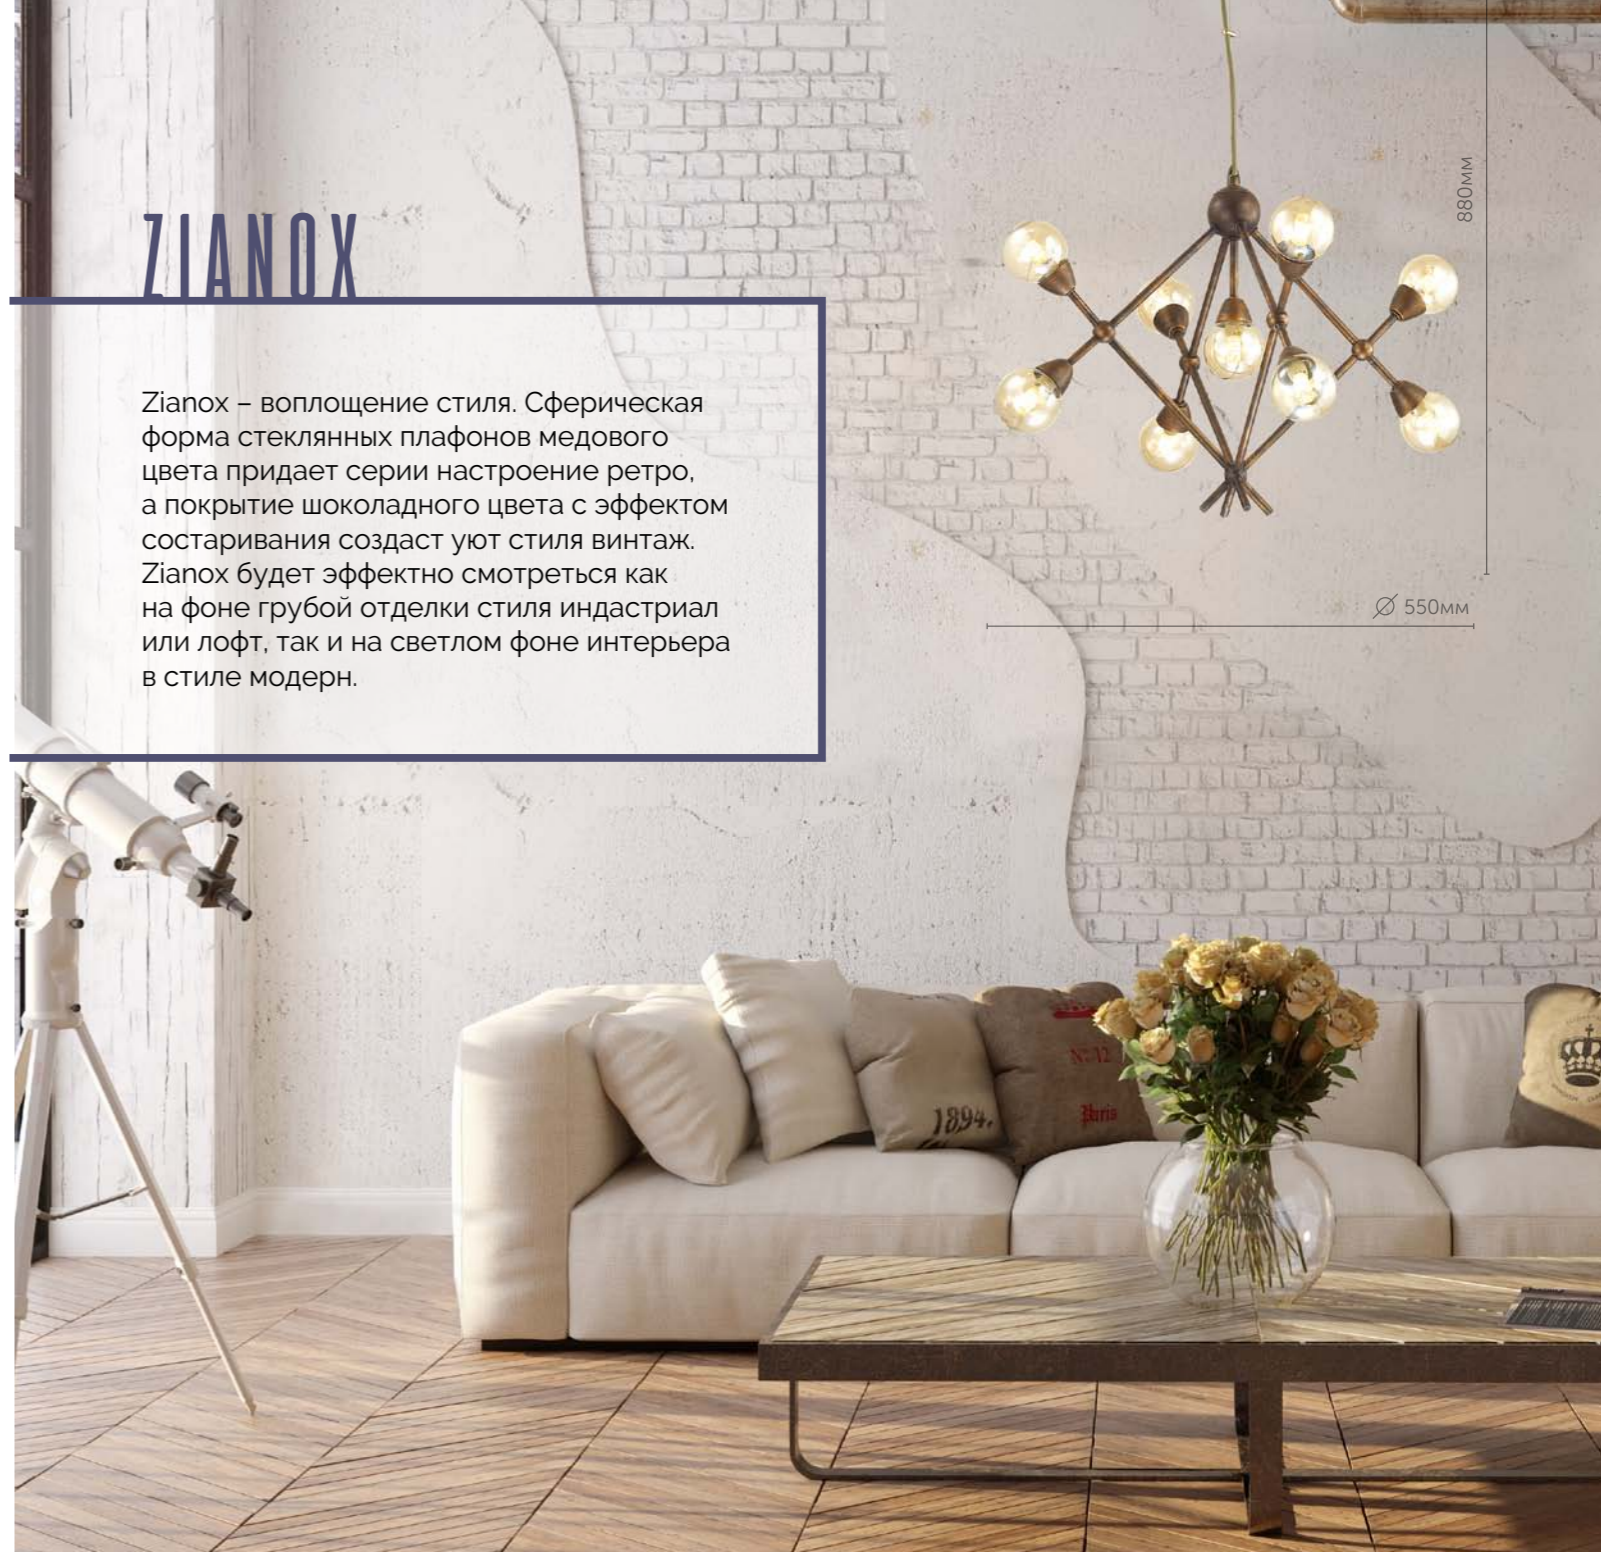 ZIANOX
Zianox – воплощение стиля. Сферическая
форма стеклянных плафонов медового
цвета придает серии настроение ретро,
а покрытие шоколадного цвета с эффектом
состаривания создаст уют стиля винтаж.
Zianox будет эффектно смотреться как
на фоне грубой отделки стиля индастриал
или лофт, так и на светлом фоне интерьера
в стиле модерн.
880мм
Ø 550мм
1894.
Nº 12
Paris